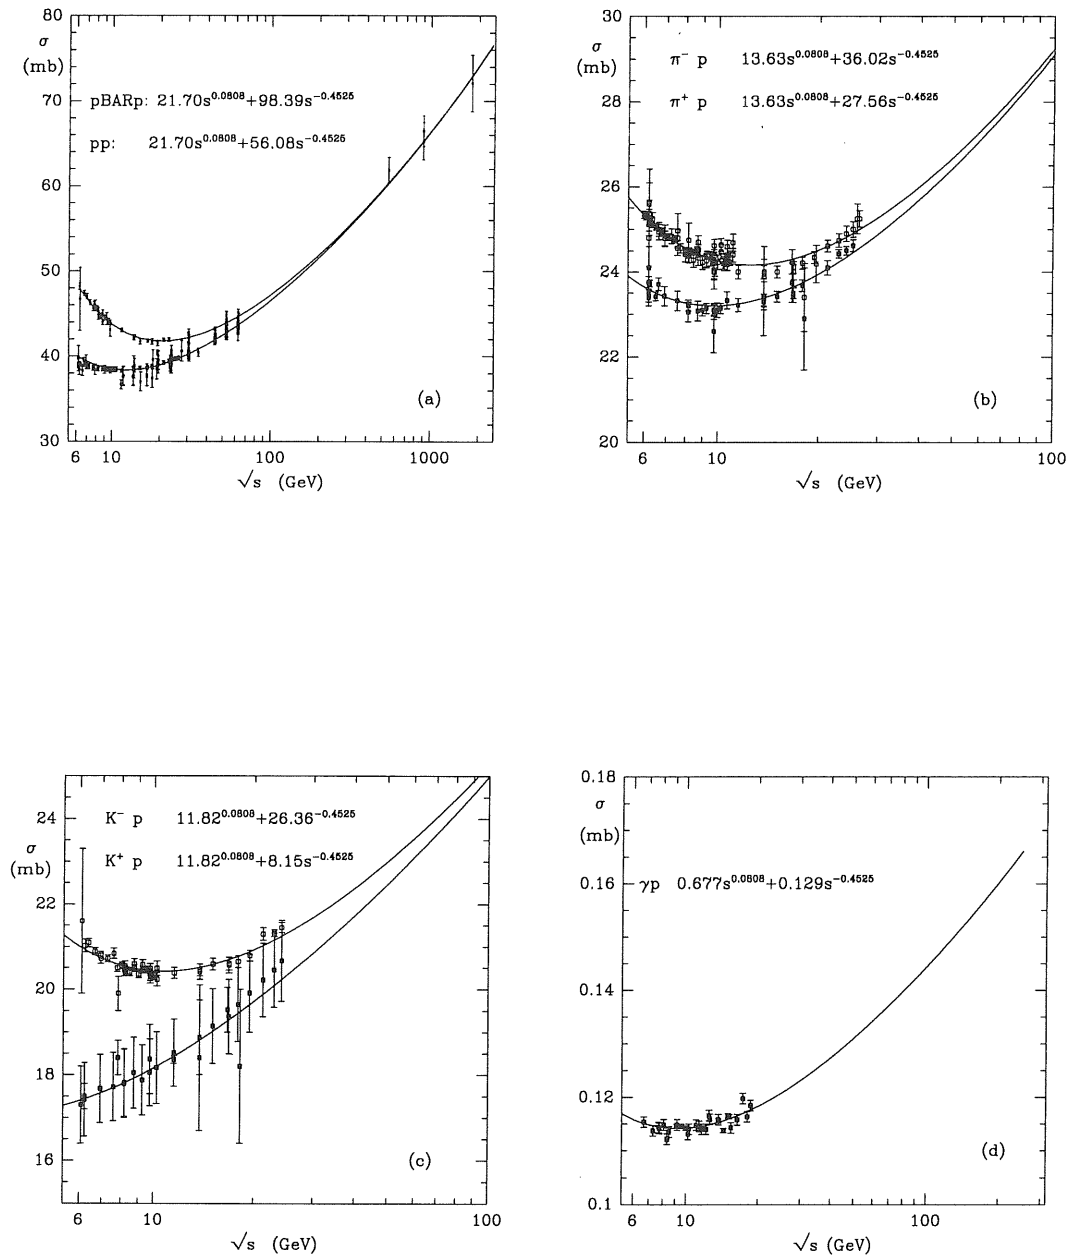 80
σ
(mb)
70
60
50
40
30
pBARp: 21.70s^0.0808+98.39s^-0.4525
pp: 21.70s^0.0808+56.08s^-0.4525
(a)
6 10 100 1000
√s (GeV)
30
σ
(mb)
28
26
24
22
20
π⁻ p 13.63s^0.0808+36.02s^-0.4525
π⁺ p 13.63s^0.0808+27.56s^-0.4525
(b)
6 10 100
√s (GeV)
24
σ
(mb)
22
20
18
16
K⁻ p 11.82^0.0808+26.36^-0.4525
K⁺ p 11.82^0.0808+8.15s^-0.4525
(c)
6 10 100
√s (GeV)
0.18
σ
(mb)
0.16
0.14
0.12
0.1
γp 0.677s^0.0808+0.129s^-0.4525
(d)
6 10 100
√s (GeV)